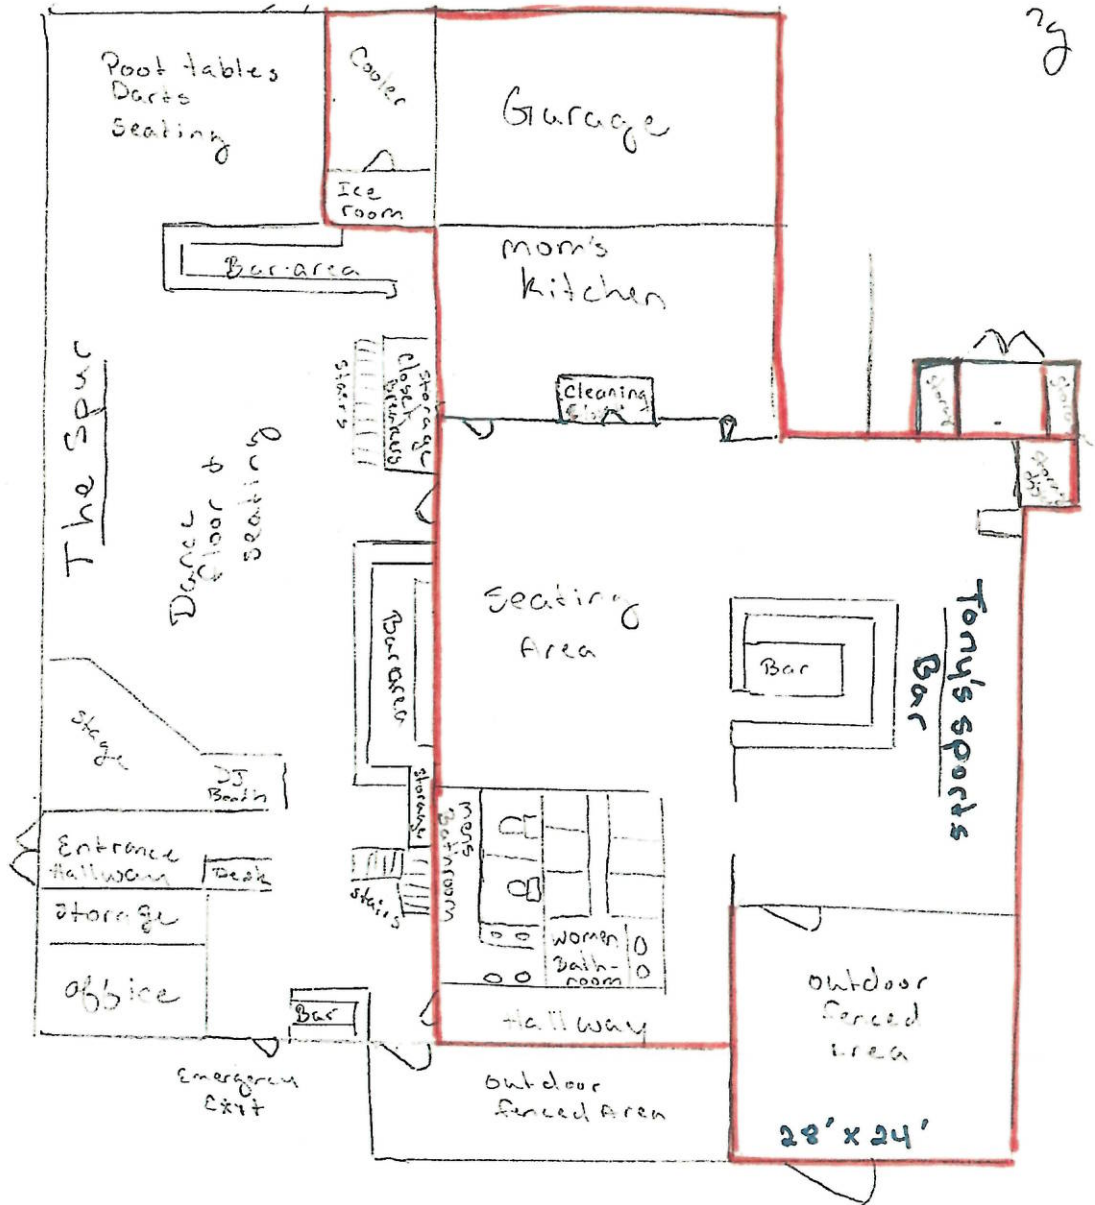 Pool tables
Darts
Seating
Cooler
Garage
Ice
room
Bar area
mom's
kitchen
The Spur
stairs
Storage
Closet
Breakers
Cleaning
Storage
Storage
Dance
floor &
seating
Seating
Area
Bar area
Bar
Tony's sports
Bar
Stage
DJ
Booth
Storage
Mens
Bathroom
Entrance
Hallway
Desk
Stairs
Storage
office
Women
Bath-
room
Bar
Hallway
outdoor
fenced
area
Emergency
Exit
outdoor
fenced Area
28' x 24'